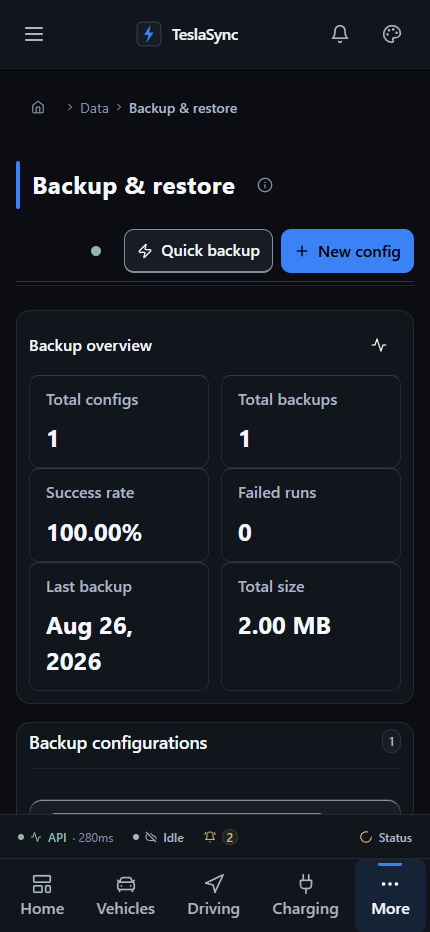 TeslaSync
Data
Backup & restore
Backup & restore
Quick backup
New config
Backup overview
Total configs
1
Total backups
1
Success rate
100.00%
Failed runs
0
Last backup
Aug 26,
2026
Total size
2.00 MB
Backup configurations
1
API · 280ms
Idle
2
Status
Home
Vehicles
Driving
Charging
More